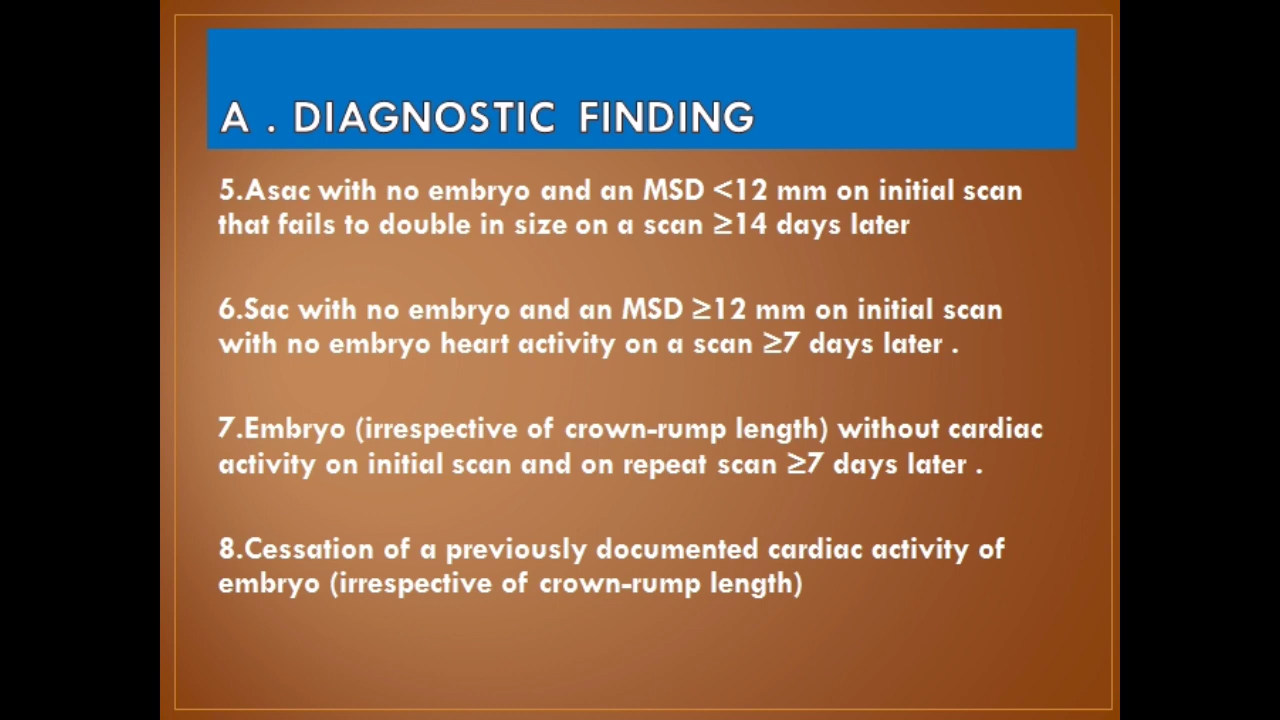 A . DIAGNOSTIC FINDING
5.Asac with no embryo and an MSD <12 mm on initial scan
that fails to double in size on a scan ≥14 days later
6.Sac with no embryo and an MSD ≥12 mm on initial scan
with no embryo heart activity on a scan ≥7 days later .
7.Embryo (irrespective of crown-rump length) without cardiac
activity on initial scan and on repeat scan ≥7 days later .
8.Cessation of a previously documented cardiac activity of
embryo (irrespective of crown-rump length)